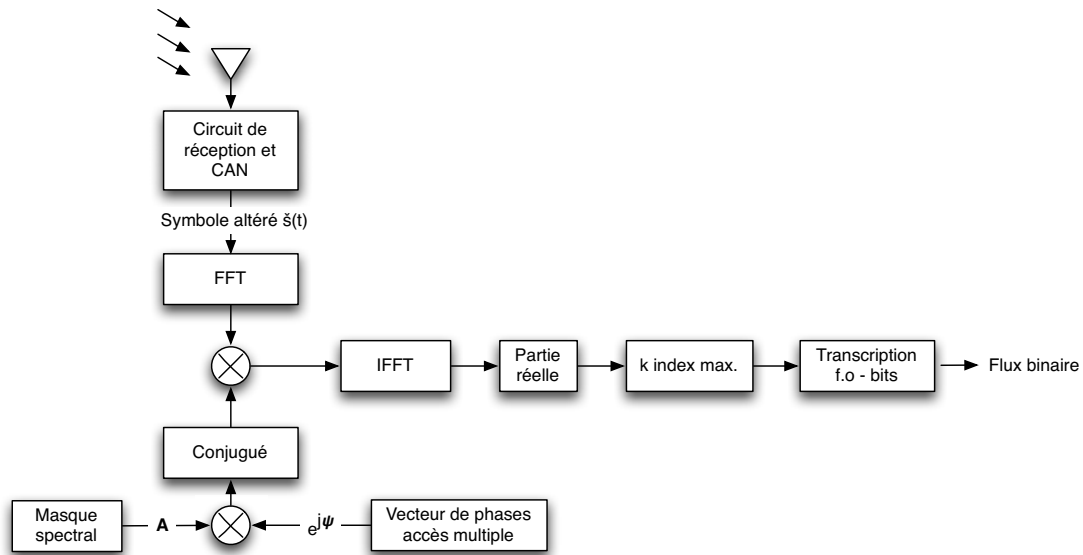 Circuit de
réception et
CAN
Symbole altéré š(t)
FFT
IFFT
Partie
réelle
k index max.
Transcription
f.o - bits
Flux binaire
Conjugué
Masque
spectral
A
e^jψ
Vecteur de phases
accès multiple